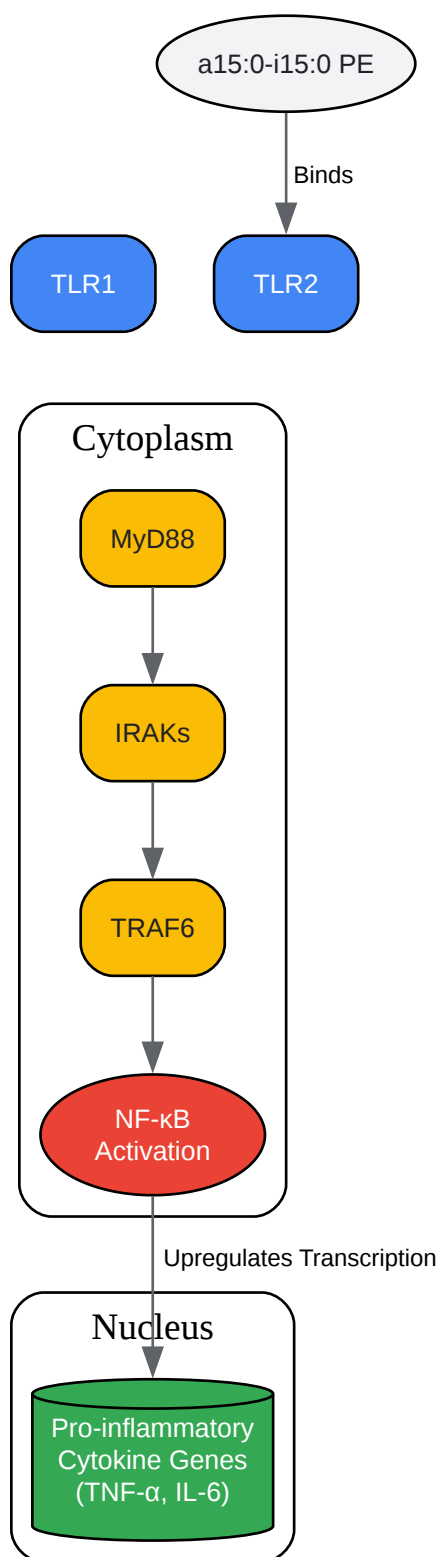 a15:0-i15:0 PE
Binds
TLR1
TLR2
Cytoplasm
MyD88
IRAKs
TRAF6
NF-κB
Activation
Upregulates Transcription
Nucleus
Pro-inflammatory
Cytokine Genes
(TNF-α, IL-6)